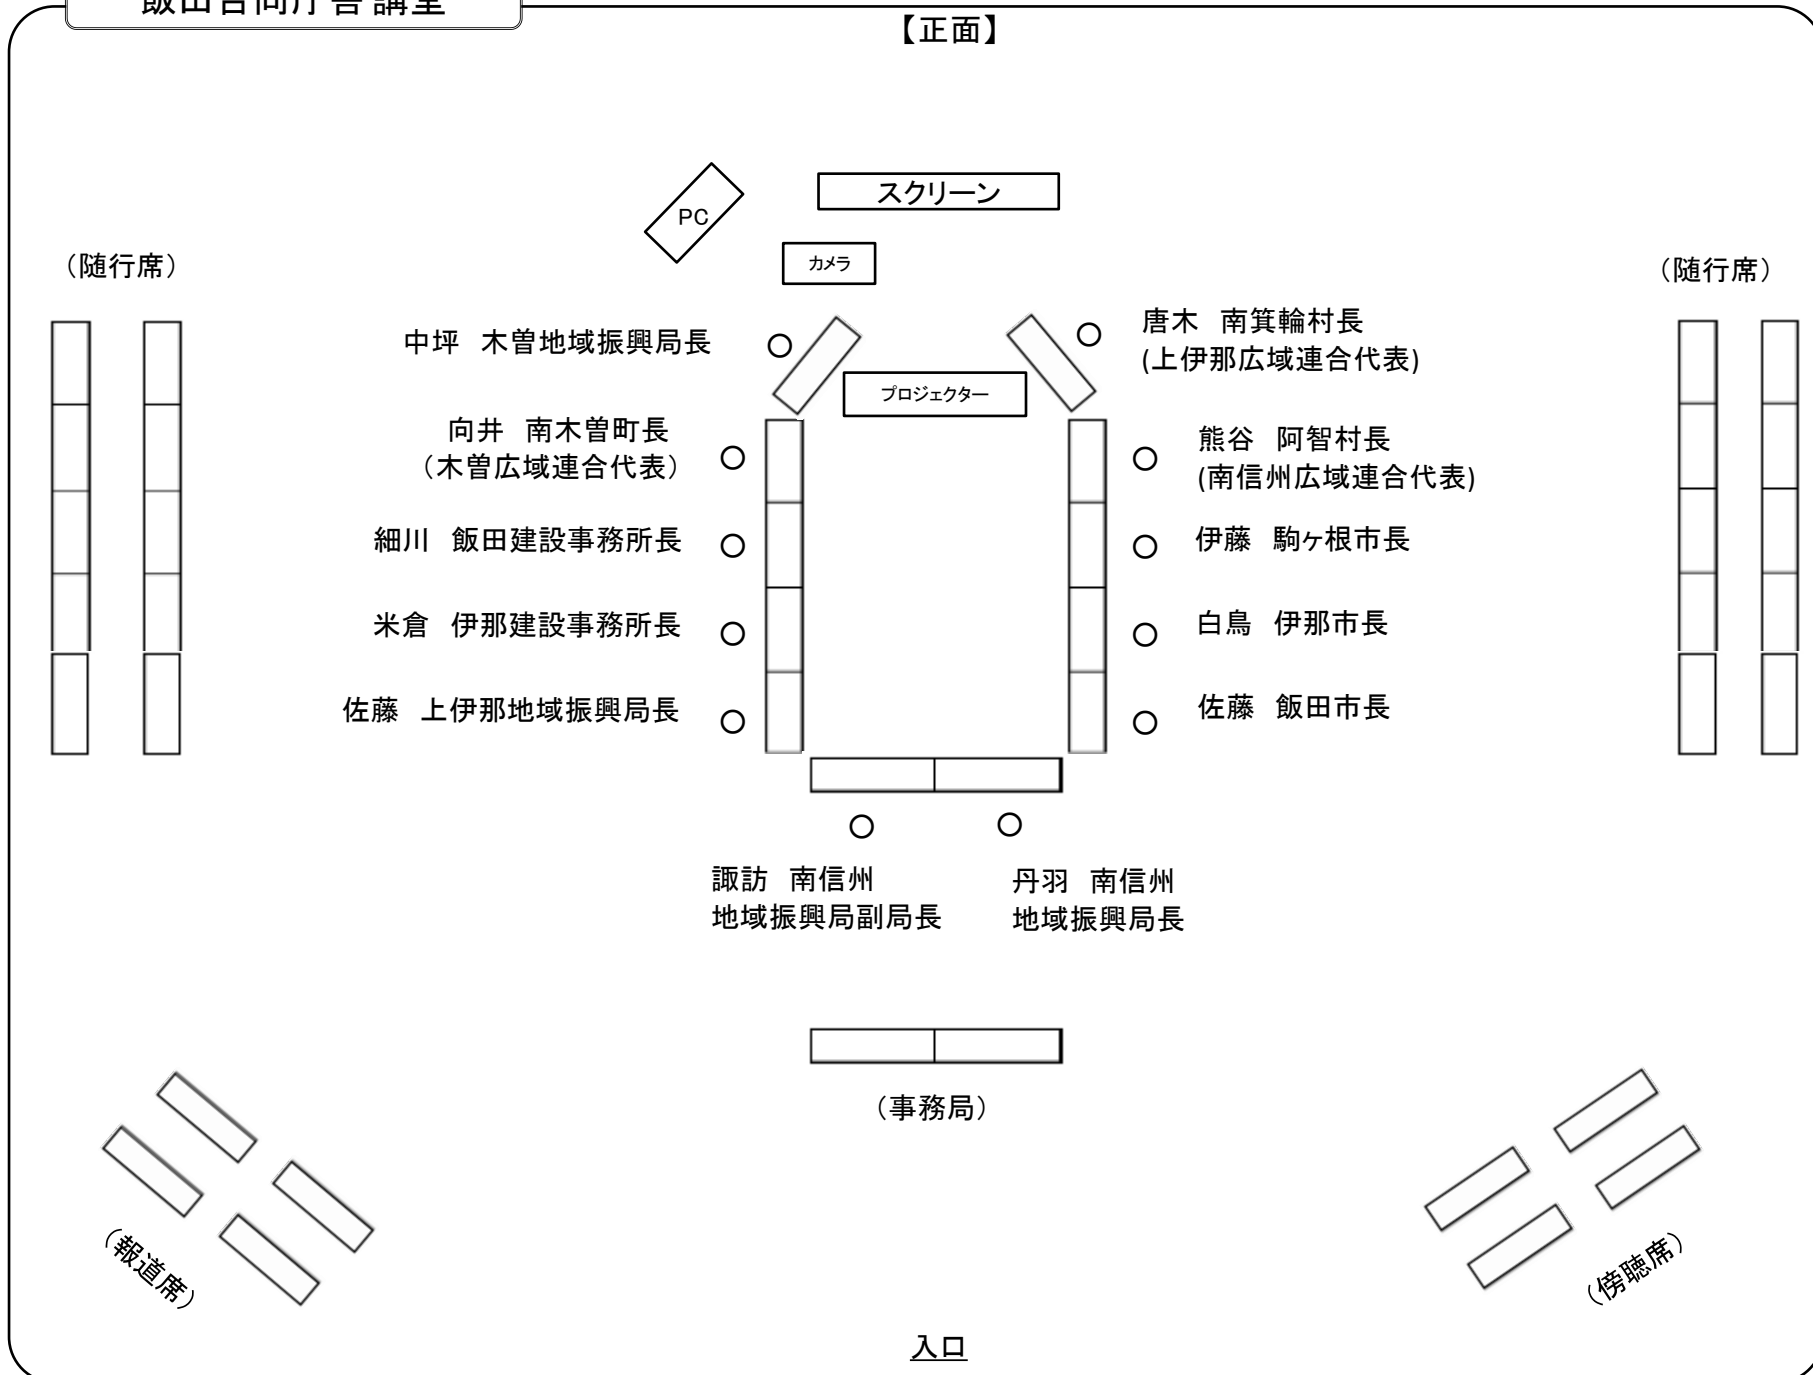 飯田合同庁舎講堂
【正面】
スクリーン
PC
カメラ
（随行席）
（随行席）
中坪　木曽地域振興局長
唐木　南箕輪村長
(上伊那広域連合代表)
プロジェクター
向井　南木曽町長
（木曽広域連合代表）
熊谷　阿智村長
(南信州広域連合代表)
細川　飯田建設事務所長
伊藤　駒ヶ根市長
米倉　伊那建設事務所長
白鳥　伊那市長
佐藤　上伊那地域振興局長
佐藤　飯田市長
諏訪　南信州
地域振興局副局長
丹羽　南信州
地域振興局長
（事務局）
（報道席）
（傍聴席）
入口